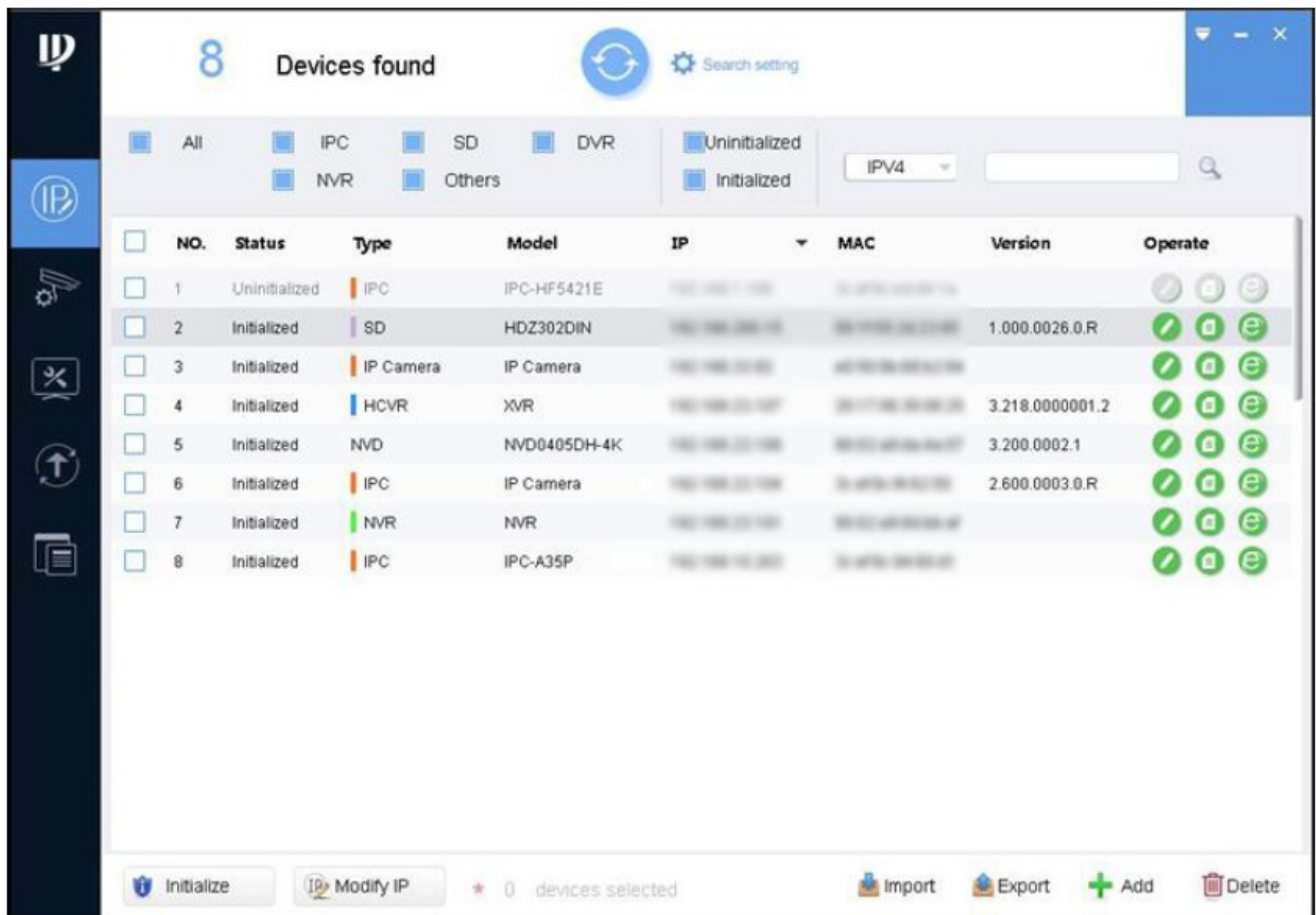 8 Devices found Search setting
All IPC SD DVR Uninitialized
NVR Others Initialized IPV4
NO. Status Type Model IP MAC Version Operate
1 Uninitialized IPC IPC-HF5421E
2 Initialized SD HDZ302DIN 1.000.0026.0.R
3 Initialized IP Camera IP Camera
4 Initialized HCVR XVR 3.218.0000001.2
5 Initialized NVD NVD0405DH-4K 3.200.0002.1
6 Initialized IPC IP Camera 2.600.0003.0.R
7 Initialized NVR NVR
8 Initialized IPC IPC-A35P
Initialize Modify IP * 0 devices selected Import Export Add Delete